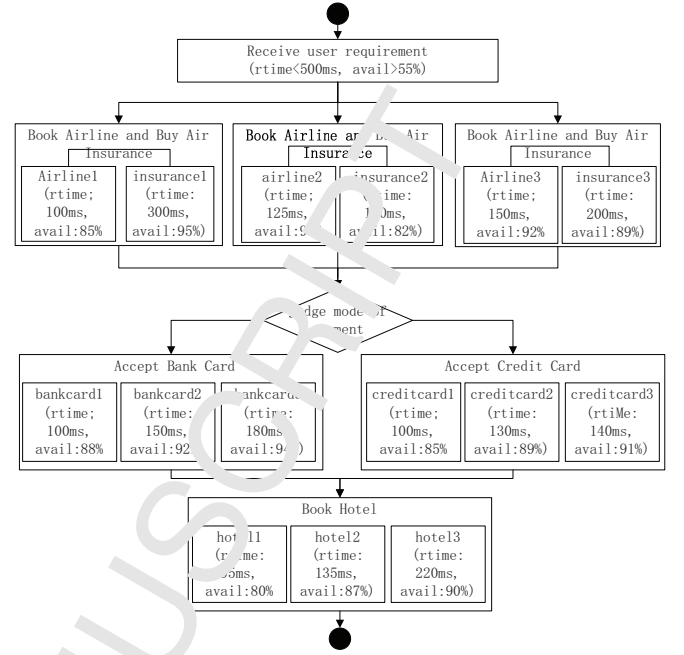 Receive user requirement
(rtime<500ms, avail>55%)
Book Airline and Buy Air
Insurance
Airline1
(rtime;
100ms,
avail:85%
insurance1
(rtime:
300ms,
avail:95%)
Book Airline and Air
Insurance
airline2
(rtime;
125ms,
insurance2
avail:82%)
Book Airline and Buy Air
Insurance
Airline3
(rtime;
150ms,
avail:92%
insurance3
(rtime:
200ms,
avail:89%)
mode of
Accept Bank Card
bankcard1
(rtime;
100ms,
avail:88%
bankcard2
(rtime:
150ms,
avail:92
(rtime:
180ms,
Accept Credit Card
creditcard1
(rtime;
100ms,
avail:85%
creditcard2
(rtime:
130ms,
avail:89%)
creditcard3
(rtiMe:
140ms,
avail:91%)
Book Hotel
avail:80%
hotel2
(rtime:
135ms,
avail:87%)
hotel3
(rtime:
220ms,
avail:90%)